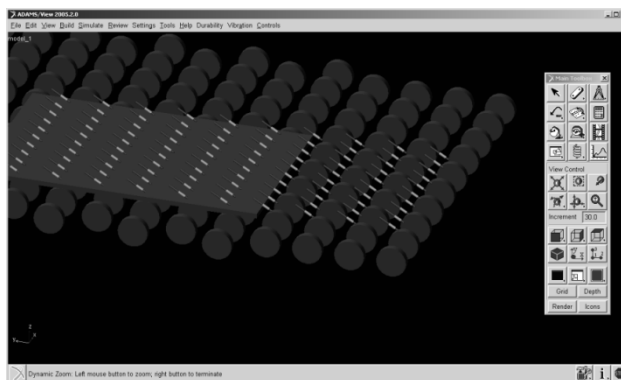 ADAMS/View 2005.2.0
File Edit View Build Simulate Review Settings Tools Help Durability Vibration Controls
model_1
Main Toolbox
View Control
Increment 30.0
Grid Depth
Render Icons
Z
X
Y
Dynamic Zoom: Left mouse button to zoom; right button to terminate
i